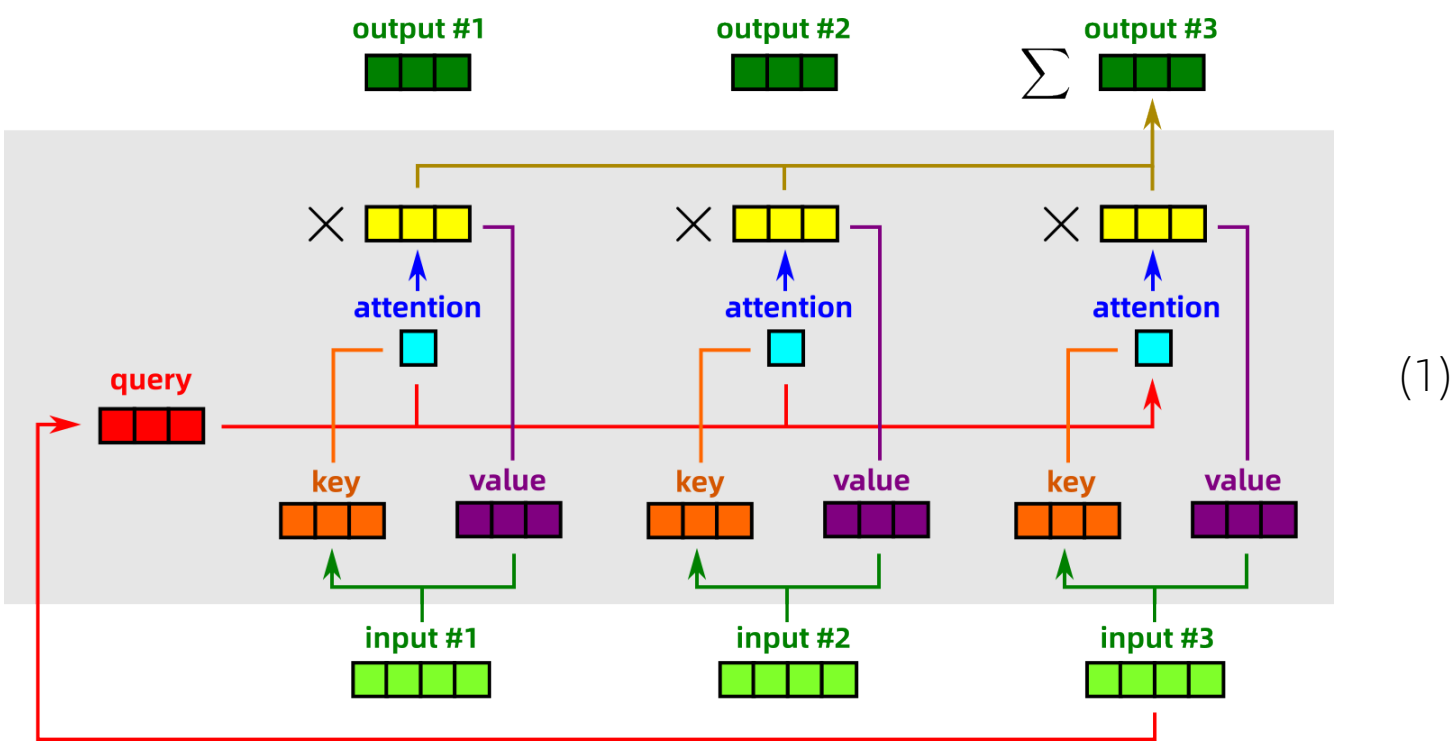 output #1 output #2 output #3
∑
× × ×
attention attention attention
query
(1)
key value key value key value
input #1 input #2 input #3